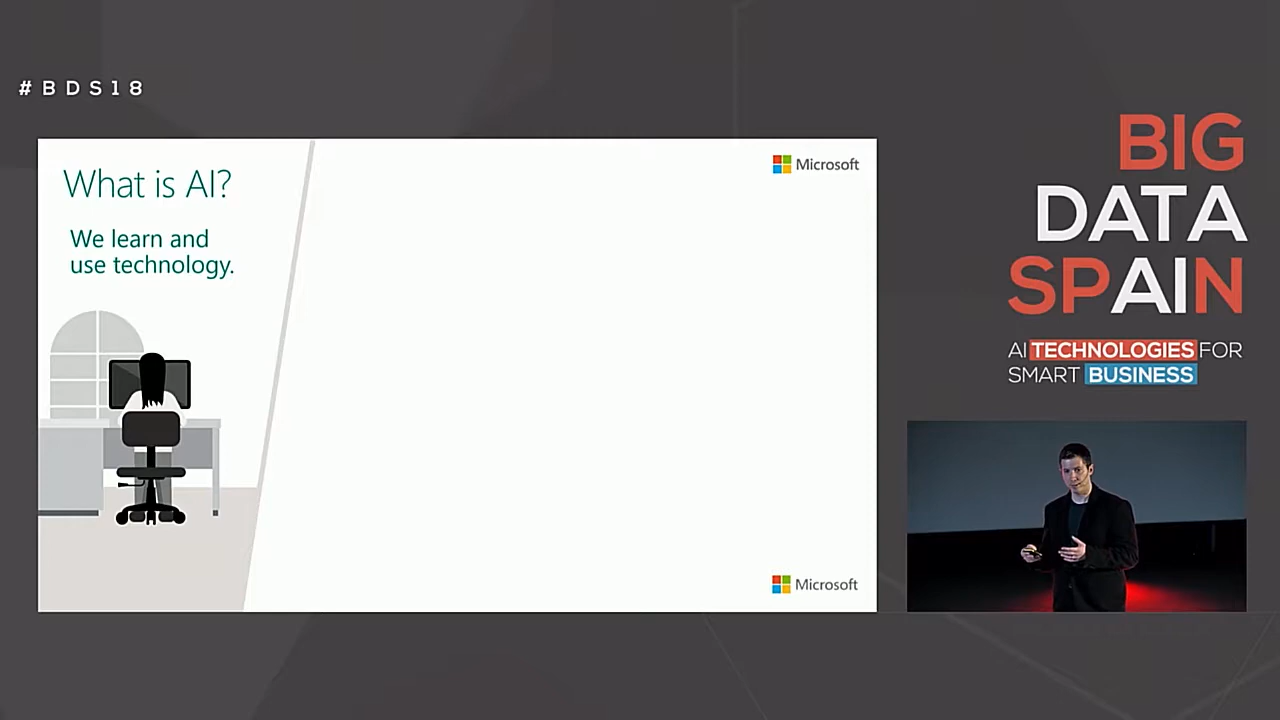 #BDS18
What is AI?
We learn and
use technology.
Microsoft
Microsoft
BIG
DATA
SPAIN
AI TECHNOLOGIES FOR
SMART BUSINESS